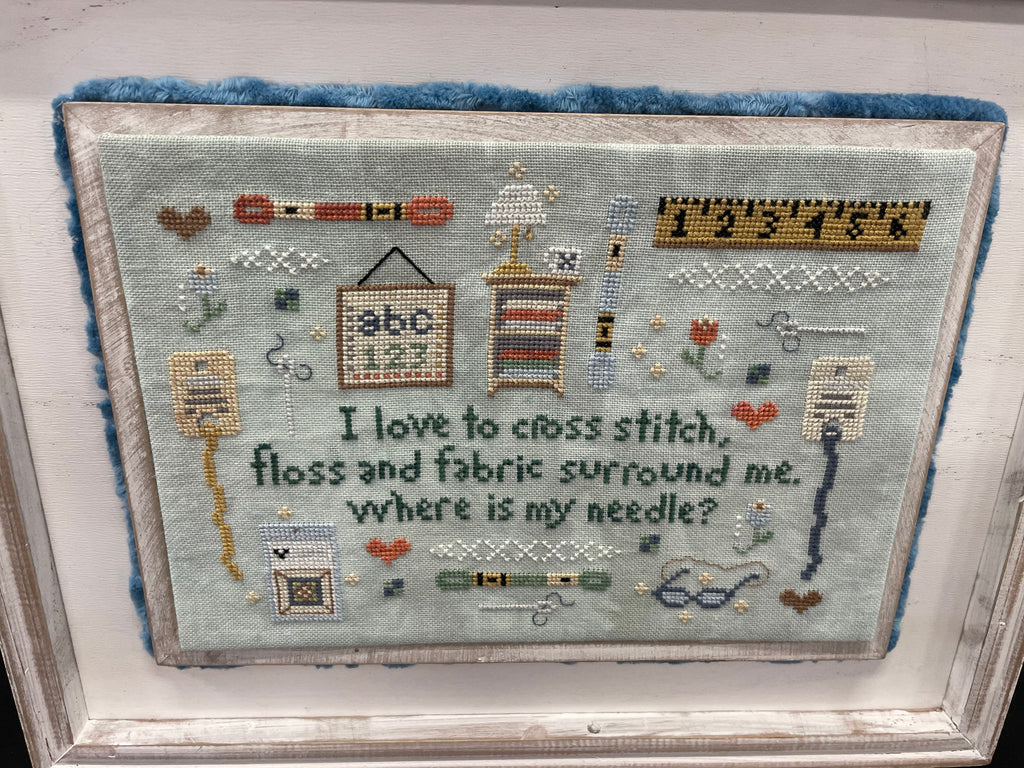 1 2 3 4 5 6
abc
123
I love to cross stitch,
floss and fabric surround me.
Where is my needle?